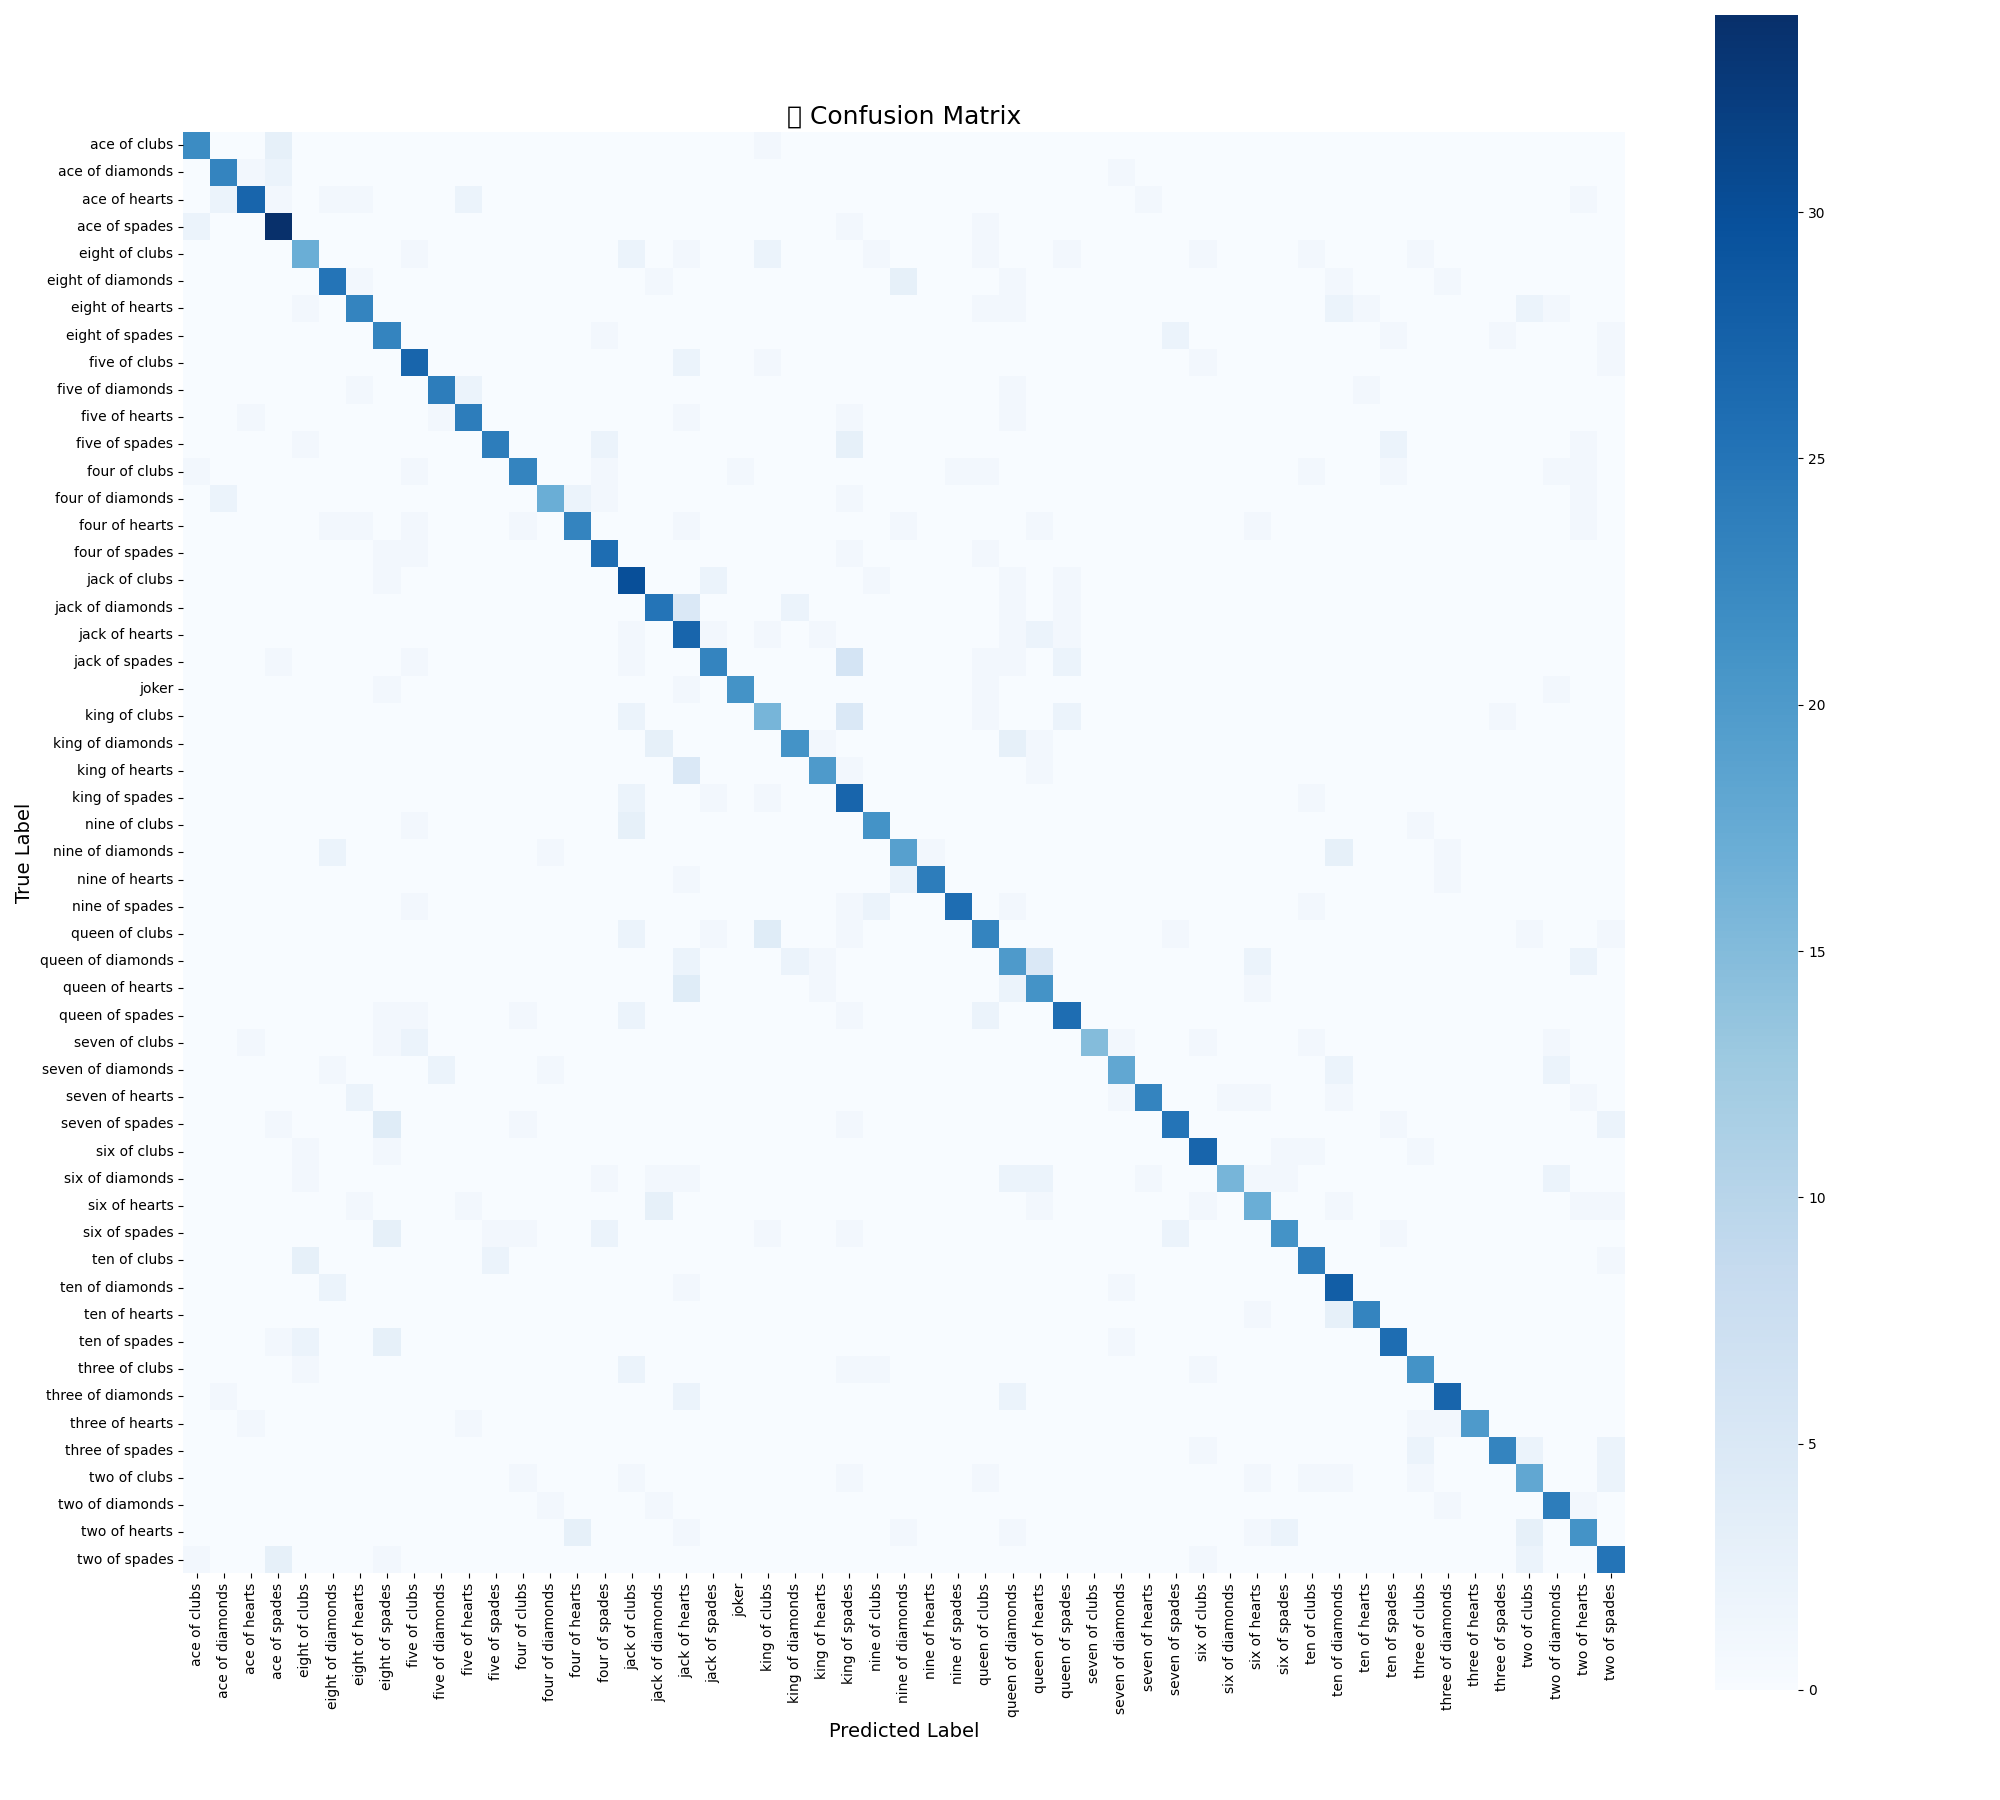 ▯ Confusion Matrix
True Label
ace of clubs
ace of diamonds
ace of hearts
ace of spades
eight of clubs
eight of diamonds
eight of hearts
eight of spades
five of clubs
five of diamonds
five of hearts
five of spades
four of clubs
four of diamonds
four of hearts
four of spades
jack of clubs
jack of diamonds
jack of hearts
jack of spades
joker
king of clubs
king of diamonds
king of hearts
king of spades
nine of clubs
nine of diamonds
nine of hearts
nine of spades
queen of clubs
queen of diamonds
queen of hearts
queen of spades
seven of clubs
seven of diamonds
seven of hearts
seven of spades
six of clubs
six of diamonds
six of hearts
six of spades
ten of clubs
ten of diamonds
ten of hearts
ten of spades
three of clubs
three of diamonds
three of hearts
three of spades
two of clubs
two of diamonds
two of hearts
two of spades
ace of clubs
ace of diamonds
ace of hearts
ace of spades
eight of clubs
eight of diamonds
eight of hearts
eight of spades
five of clubs
five of diamonds
five of hearts
five of spades
four of clubs
four of diamonds
four of hearts
four of spades
jack of clubs
jack of diamonds
jack of hearts
jack of spades
joker
king of clubs
king of diamonds
king of hearts
king of spades
nine of clubs
nine of diamonds
nine of hearts
nine of spades
queen of clubs
queen of diamonds
queen of hearts
queen of spades
seven of clubs
seven of diamonds
seven of hearts
seven of spades
six of clubs
six of diamonds
six of hearts
six of spades
ten of clubs
ten of diamonds
ten of hearts
ten of spades
three of clubs
three of diamonds
three of hearts
three of spades
two of clubs
two of diamonds
two of hearts
two of spades
Predicted Label
30
25
20
15
10
5
0